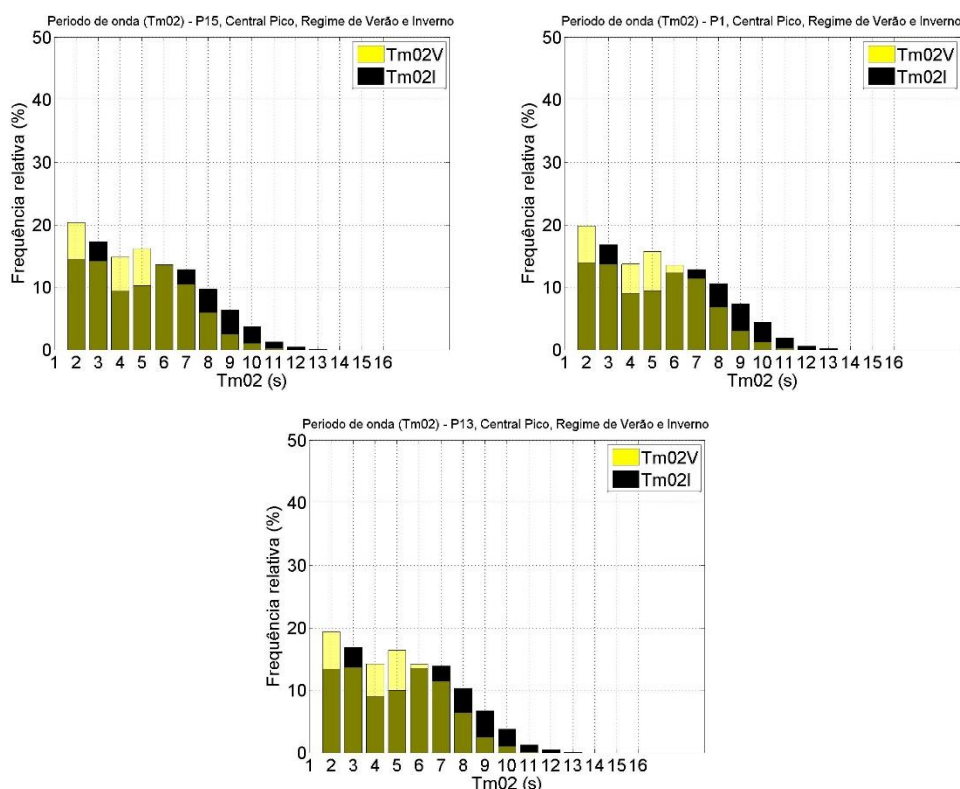 Periodo de onda (Tm02) - P15, Central Pico, Regime de Verão e Inverno
50
40
30
20
10
0
Frequência relativa (%)
Tm02V
Tm02I
1 2 3 4 5 6 7 8 9 10 11 12 13 14 15 16
Tm02 (s)
Periodo de onda (Tm02) - P1, Central Pico, Regime de Verão e Inverno
50
40
30
20
10
0
Frequência relativa (%)
Tm02V
Tm02I
1 2 3 4 5 6 7 8 9 10 11 12 13 14 15 16
Tm02 (s)
Periodo de onda (Tm02) - P13, Central Pico, Regime de Verão e Inverno
50
40
30
20
10
0
Frequência relativa (%)
Tm02V
Tm02I
1 2 3 4 5 6 7 8 9 10 11 12 13 14 15 16
Tm02 (s)